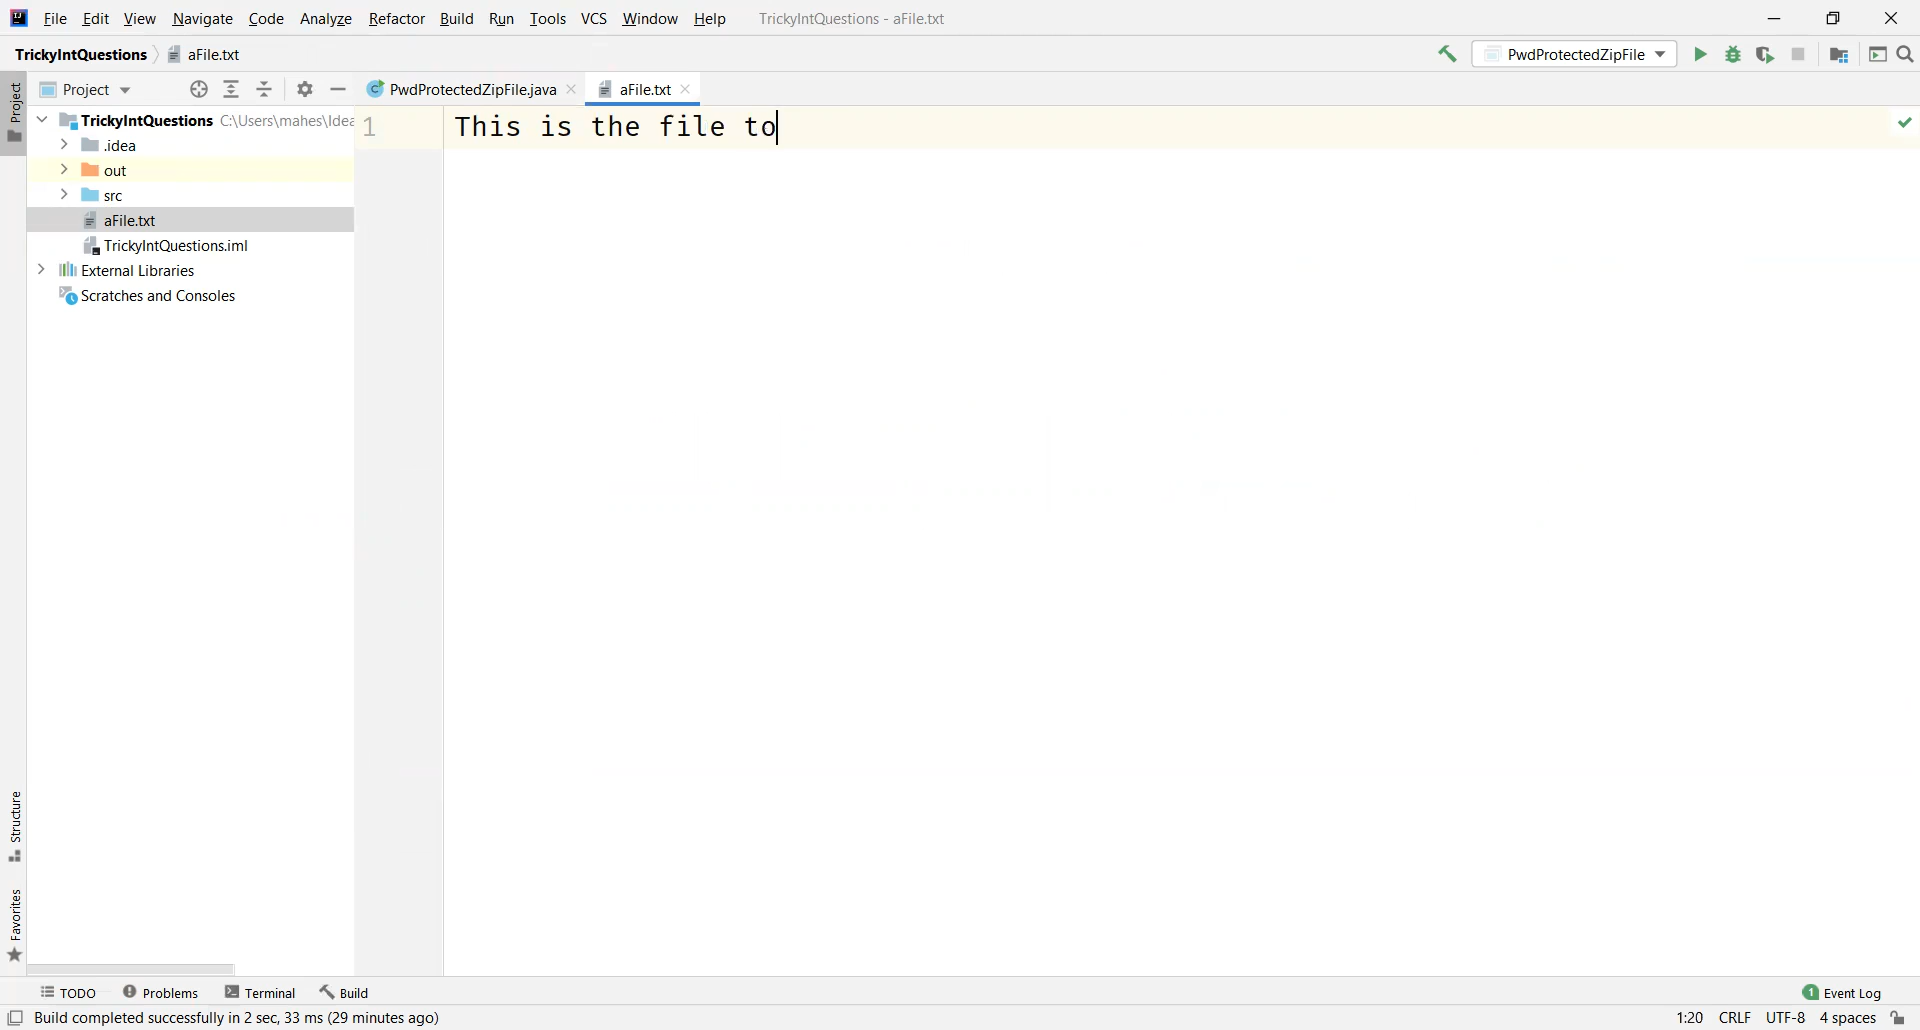 File Edit View Navigate Code Analyze Refactor Build Run Tools VCS Window Help TrickyIntQuestions - aFile.txt
TrickyIntQuestions aFile.txt PwdProtectedZipFile
Project Project PwdProtectedZipFile.java aFile.txt
TrickyIntQuestions C:\Users\mahes\Idea 1 This is the file to
.idea
out
src
aFile.txt
TrickyIntQuestions.iml
External Libraries
Scratches and Consoles
Structure
Favorites
TODO Problems Terminal Build 1 Event Log
Build completed successfully in 2 sec, 33 ms (29 minutes ago) 1:20 CRLF UTF-8 4 spaces